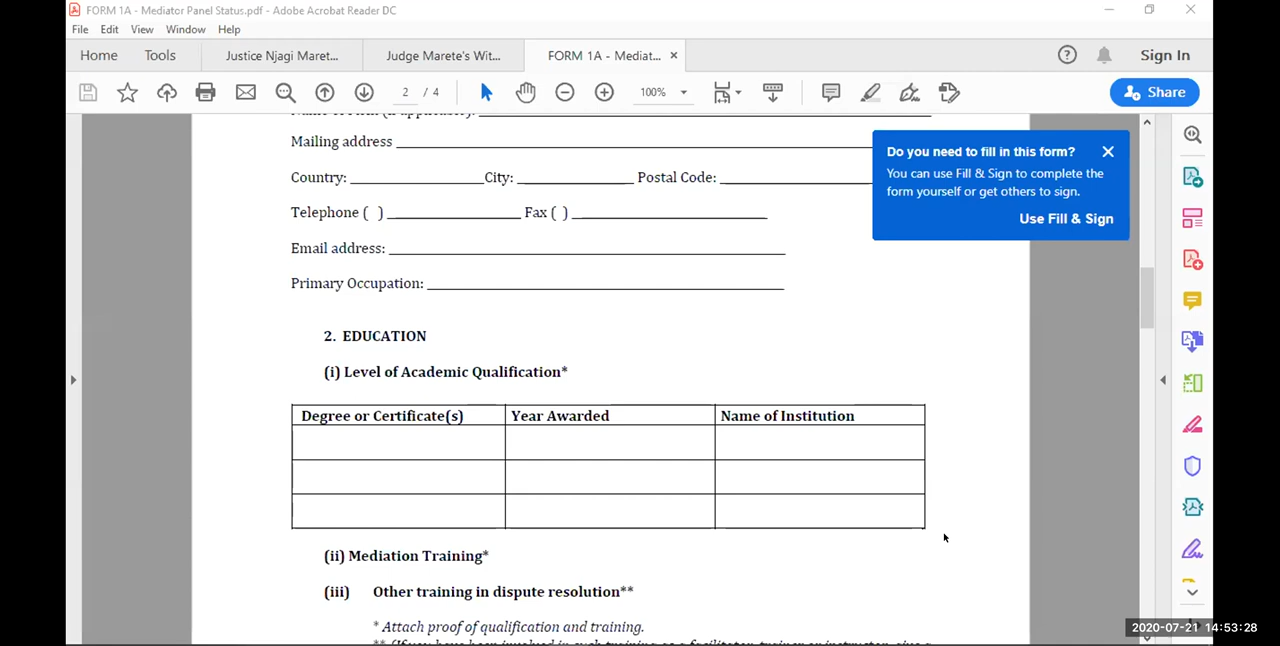 FORM 1A - Mediator Panel Status.pdf - Adobe Acrobat Reader DC
File Edit View Window Help
Home Tools Justice Njagi Maret... Judge Marete's Wit... FORM 1A - Mediat... × Sign In
2 / 4 100% Share
Mailing address
Country: City: Postal Code:
Telephone ( ) Fax ( )
Email address:
Primary Occupation:
Do you need to fill in this form?
You can use Fill & Sign to complete the
form yourself or get others to sign.
Use Fill & Sign
2. EDUCATION
(i) Level of Academic Qualification*
Degree or Certificate(s) Year Awarded Name of Institution
(ii) Mediation Training*
(iii) Other training in dispute resolution**
* Attach proof of qualification and training.
2020-07-21 14:53:28